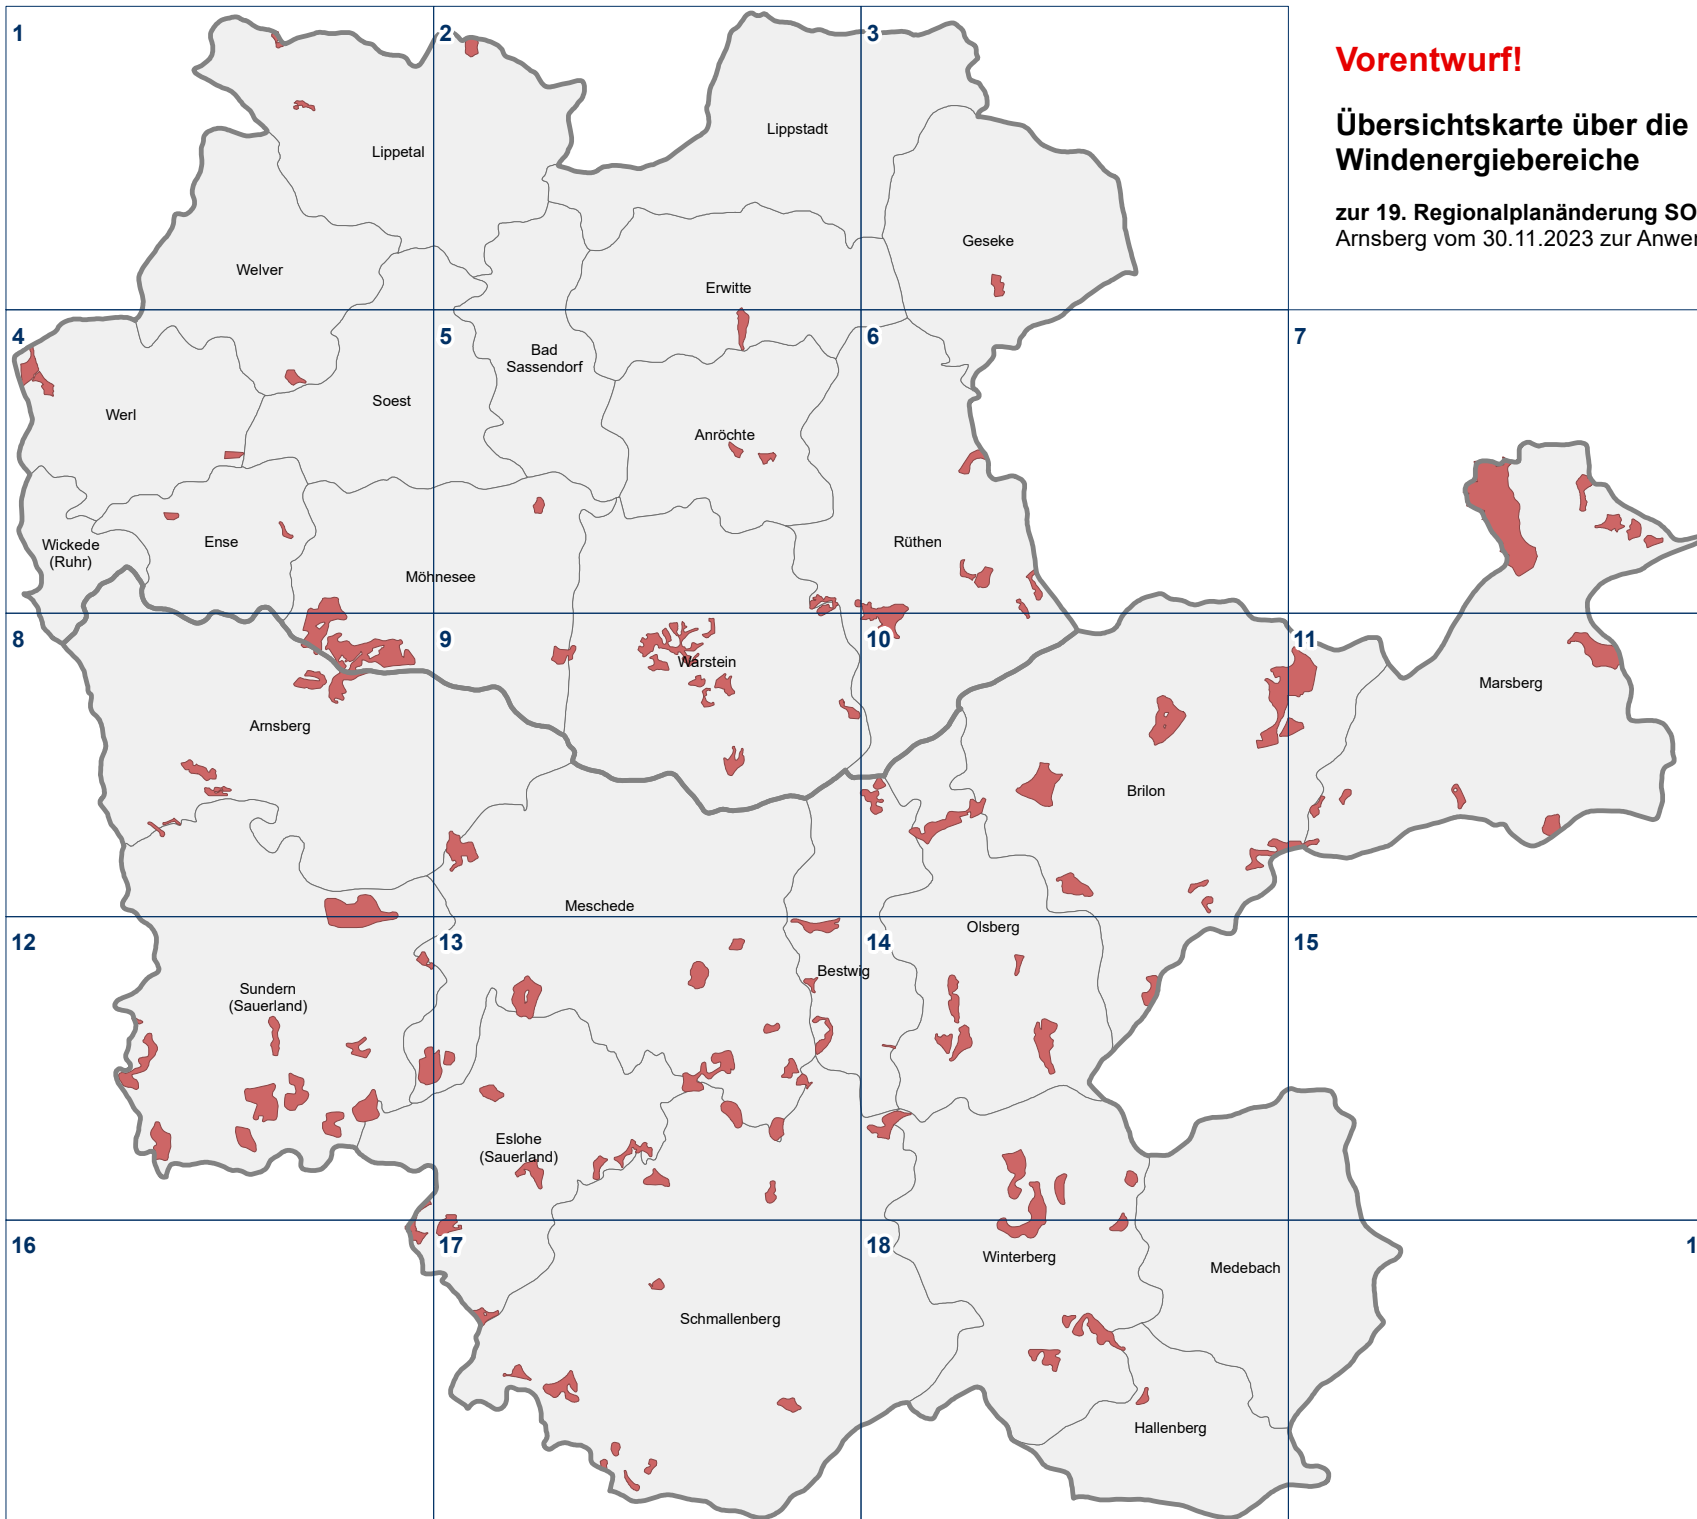 Vorentwurf!
Übersichtskarte über die
Windenergiebereiche
zur 19. Regionalplanänderung SO
Arnsberg vom 30.11.2023 zur
1
2
3
Lippetal
Lippstadt
Welver
Geseke
Erwitte
4
5
6
7
Bad
Sassendorf
Werl
Soest
Anröchte
Wickede
(Ruhr)
Ense
Möhnesee
Rüthen
8
9
10
11
Warstein
Marsberg
Arnsberg
Brilon
Meschede
12
13
14
15
Olsberg
Bestwig
Sundern
(Sauerland)
Eslohe
(Sauerland)
16
17
18
1
Winterberg
Medebach
Schmallenberg
Hallenberg